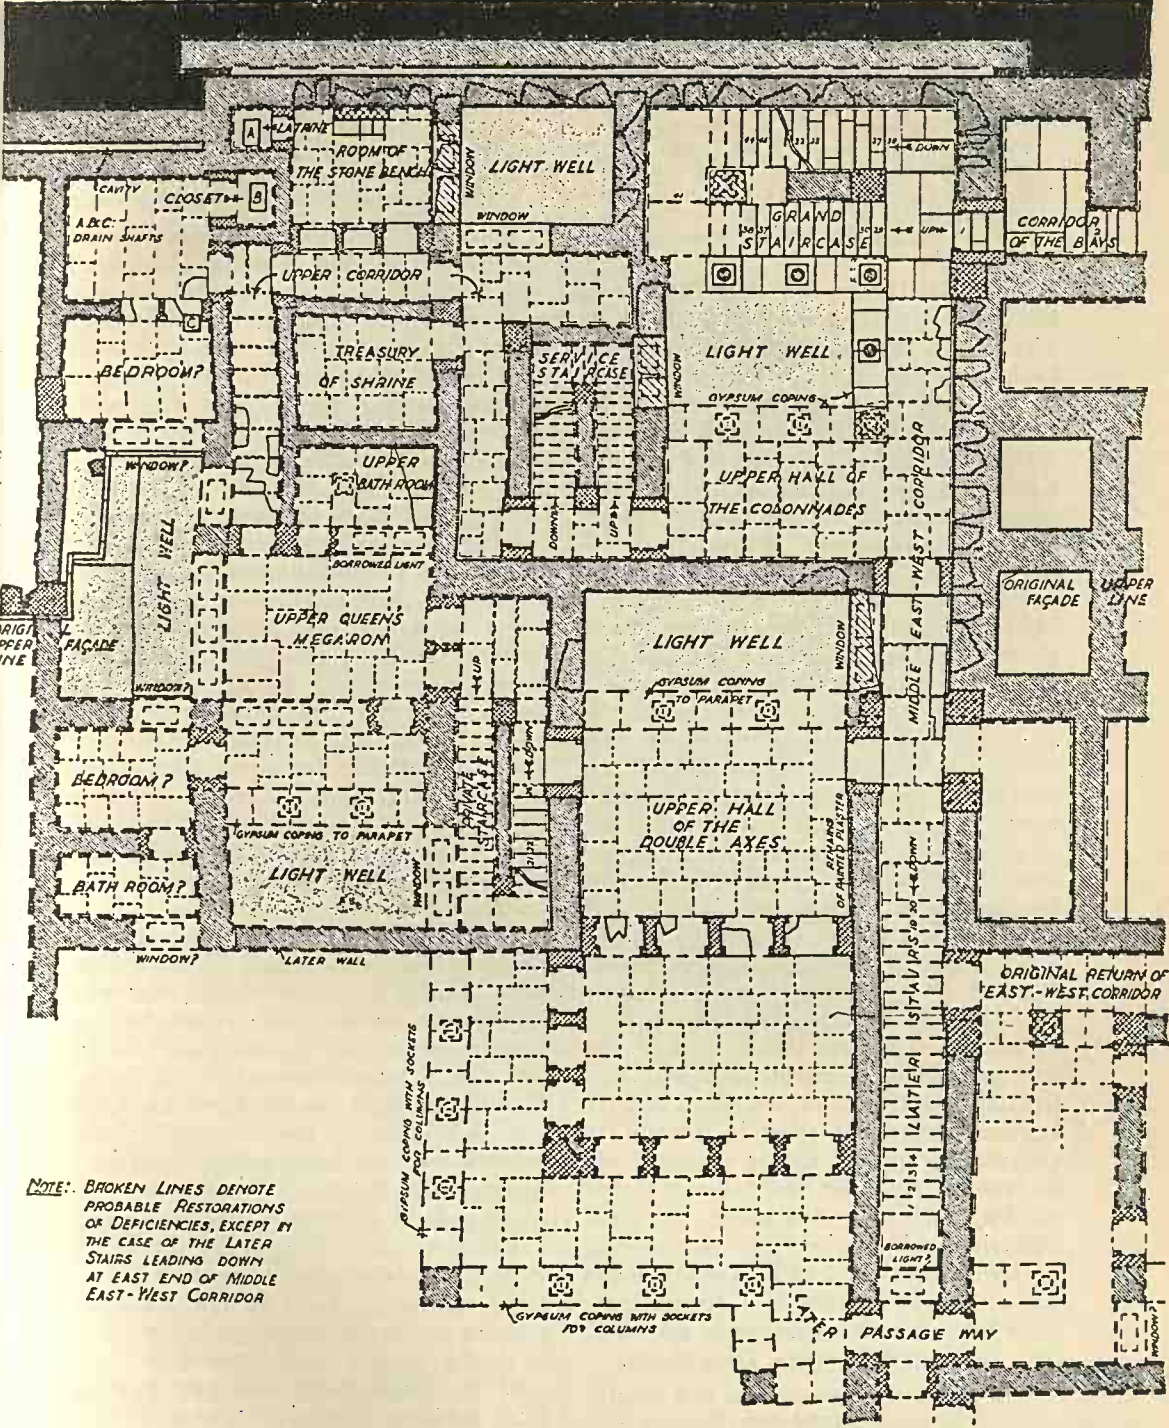 A
LATRINE
ROOM OF
THE STONE BENCH
WINDOW
LIGHT WELL
WINDOW
DOWN
CAVITY
CLOSET
B
A.B.C.
DRAIN SHAFTS
GRAND
STAIRCASE
UP
CORRIDOR
OF THE BAYS
UPPER CORRIDOR
C
BEDROOM?
TREASURY
OF SHRINE
SERVICE
STAIRCASE
LIGHT WELL
WINDOW
GYPSUM COPING
WINDOW?
UPPER
BATH ROOM
UPPER HALL OF
THE COLONNADES
DOWN
UP
BORROWED LIGHT
LIGHT WELL
FAÇADE
UPPER QUEEN'S
MEGARON
UP
LIGHT WELL
WINDOW
GYPSUM COPING
TO PARAPET
MIDDLE EAST-WEST CORRIDOR
ORIGINAL UPPER
FAÇADE LINE
WINDOW?
BEDROOM?
GYPSUM COPING TO PARAPET
PRIVATE
STAIRCASE
DOWN
UPPER HALL
OF THE
DOUBLE AXES
REMAINS
OF PAINTED PLASTER
BATH ROOM?
LIGHT WELL
WINDOW
DOWN
WINDOW?
LATER WALL
LATER STAIRS
ORIGINAL RETURN OF
EAST-WEST CORRIDOR
GYPSUM COPING WITH SOCKETS
FOR COLUMNS
NOTE:. BROKEN LINES DENOTE
PROBABLE RESTORATIONS
OF DEFICIENCIES, EXCEPT IN
THE CASE OF THE LATER
STAIRS LEADING DOWN
AT EAST END OF MIDDLE
EAST-WEST CORRIDOR
BORROWED
LIGHT?
GYPSUM COPING WITH SOCKETS
FOR COLUMNS
LATER PASSAGE WAY
WINDOW?